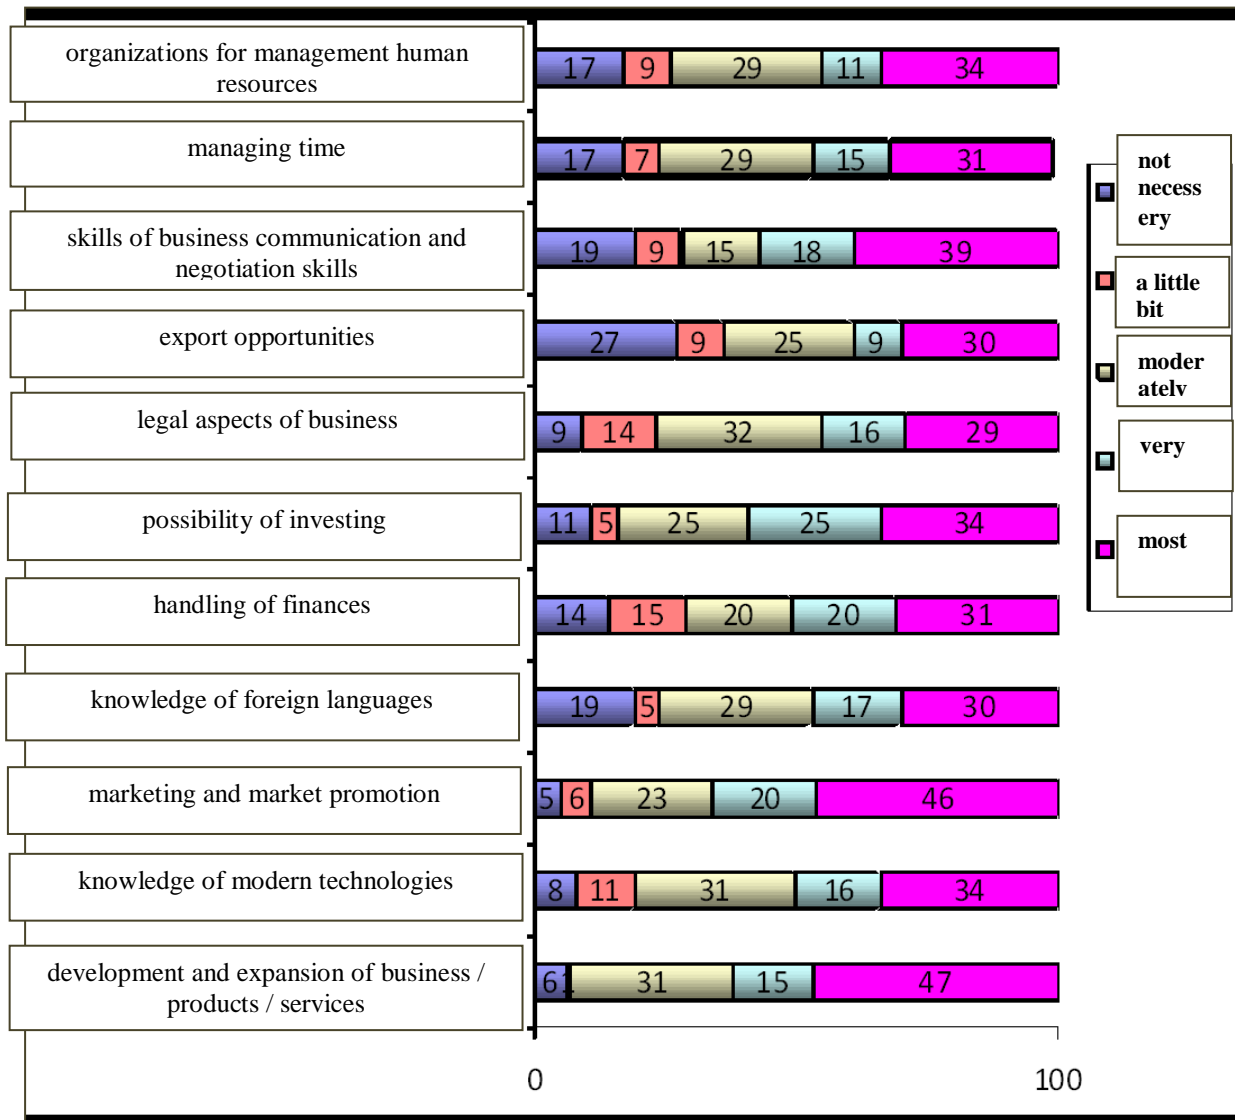 organizations for management human
resources
17 9 29 11 34
managing time
17 7 29 15 31
skills of business communication and
negotiation skills
19 9 15 18 39
export opportunities
27 9 25 9 30
legal aspects of business
9 14 32 16 29
possibility of investing
11 5 25 25 34
handling of finances
14 15 20 20 31
knowledge of foreign languages
19 5 29 17 30
marketing and market promotion
5 6 23 20 46
knowledge of modern technologies
8 11 31 16 34
development and expansion of business /
products / services
6 1 31 15 47
0 100
not
necess
ery
a little
bit
moder
ately
very
most